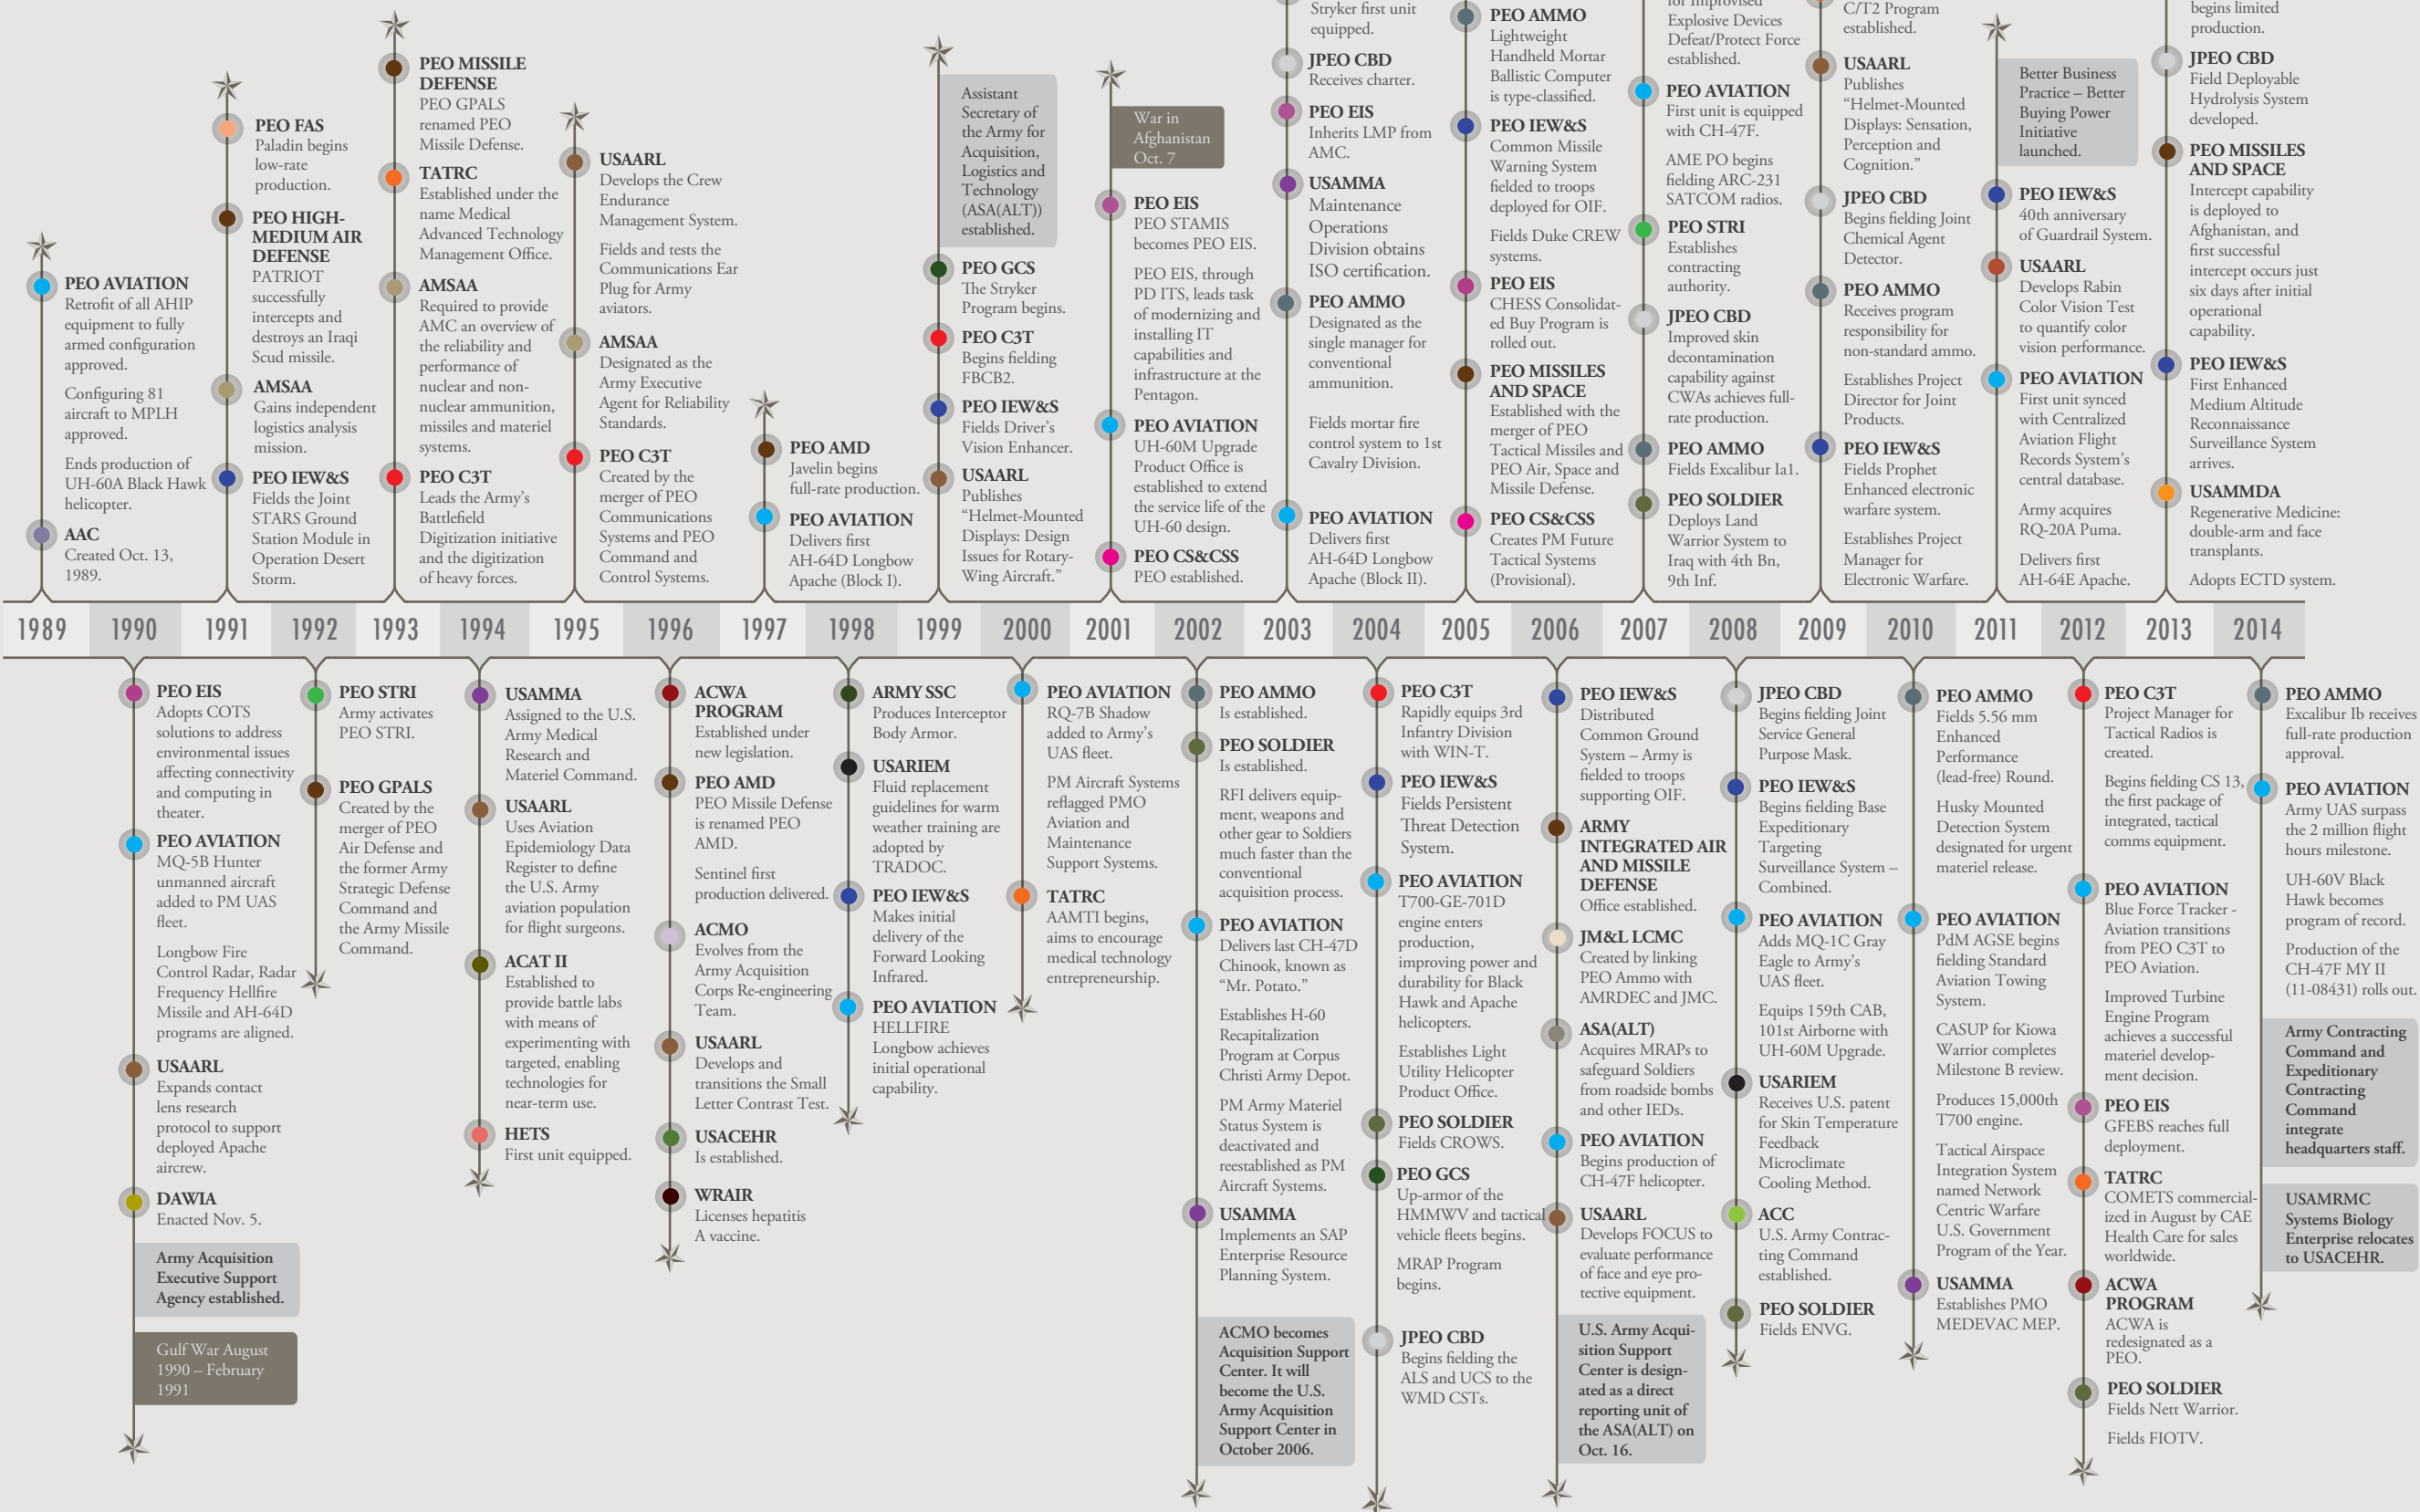 PEO AVIATION
Retrofit of all AHIP
equipment to fully
armed configuration
approved.
Configuring 81
aircraft to MPLH
approved.
Ends production of
UH-60A Black Hawk
helicopter.
AAC
Created Oct. 13,
1989.
PEO FAS
Paladin begins
low-rate
production.
PEO HIGH-
MEDIUM AIR
DEFENSE
PATRIOT
successfully
intercepts and
destroys an Iraqi
Scud missile.
AMSAA
Gains independent
logistics analysis
mission.
PEO IEW&S
Fields the Joint
STARS Ground
Station Module in
Operation Desert
Storm.
PEO MISSILE
DEFENSE
PEO GPALS
renamed PEO
Missile Defense.
TATRC
Established under the
name Medical
Advanced Technology
Management Office.
AMSAA
Required to provide
AMC an overview of
the reliability and
performance of
nuclear and non-
nuclear ammunition,
missiles and materiel
systems.
PEO C3T
Leads the Army's
Battlefield
Digitization initiative
and the digitization
of heavy forces.
USAARL
Develops the Crew
Endurance
Management System.
Fields and tests the
Communications Ear
Plug for Army
aviators.
AMSAA
Designated as the
Army Executive
Agent for Reliability
Standards.
PEO C3T
Created by the
merger of PEO
Communications
Systems and PEO
Command and
Control Systems.
PEO AMD
Javelin begins
full-rate production.
PEO AVIATION
Delivers first
AH-64D Longbow
Apache (Block I).
Assistant
Secretary of
the Army for
Acquisition,
Logistics and
Technology
(ASA(ALT))
established.
PEO GCS
The Stryker
Program begins.
PEO C3T
Begins fielding
FBCB2.
PEO IEW&S
Fields Driver's
Vision Enhancer.
USAARL
Publishes
“Helmet-Mounted
Displays: Design
Issues for Rotary-
Wing Aircraft.”
War in
Afghanistan
Oct. 7
PEO EIS
PEO STAMIS
becomes PEO EIS.
PEO EIS, through
PD ITS, leads task
of modernizing and
installing IT
capabilities and
infrastructure at the
Pentagon.
PEO AVIATION
UH-60M Upgrade
Product Office is
established to extend
the service life of the
UH-60 design.
PEO CS&CSS
PEO established.
Stryker first unit
equipped.
JPEO CBD
Receives charter.
PEO EIS
Inherits LMP from
AMC.
USAMMA
Maintenance
Operations
Division obtains
ISO certification.
PEO AMMO
Designated as the
single manager for
conventional
ammunition.
Fields mortar fire
control system to 1st
Cavalry Division.
PEO AVIATION
Delivers first
AH-64D Longbow
Apache (Block II).
PEO AMMO
Lightweight
Handheld Mortar
Ballistic Computer
is type-classified.
PEO IEW&S
Common Missile
Warning System
fielded to troops
deployed for OIF.
Fields Duke CREW
systems.
PEO EIS
CHESS Consolidat-
ed Buy Program is
rolled out.
PEO MISSILES
AND SPACE
Established with the
merger of PEO
Tactical Missiles and
PEO Air, Space and
Missile Defense.
PEO CS&CSS
Creates PM Future
Tactical Systems
(Provisional).
for Improvised
Explosive Devices
Defeat/Protect Force
established.
PEO AVIATION
First unit is equipped
with CH-47F.
AME PO begins
fielding ARC-231
SATCOM radios.
PEO STRI
Establishes
contracting
authority.
JPEO CBD
Improved skin
decontamination
capability against
CWAs achieves full-
rate production.
PEO AMMO
Fields Excalibur Ia1.
PEO SOLDIER
Deploys Land
Warrior System to
Iraq with 4th Bn,
9th Inf.
C/T2 Program
established.
USAARL
Publishes
“Helmet-Mounted
Displays: Sensation,
Perception and
Cognition.”
JPEO CBD
Begins fielding Joint
Chemical Agent
Detector.
PEO AMMO
Receives program
responsibility for
non-standard ammo.
Establishes Project
Director for Joint
Products.
PEO IEW&S
Fields Prophet
Enhanced electronic
warfare system.
Establishes Project
Manager for
Electronic Warfare.
Better Business
Practice – Better
Buying Power
Initiative
launched.
PEO IEW&S
40th anniversary
of Guardrail System.
USAARL
Develops Rabin
Color Vision Test
to quantify color
vision performance.
PEO AVIATION
First unit synced
with Centralized
Aviation Flight
Records System's
central database.
Army acquires
RQ-20A Puma.
Delivers first
AH-64E Apache.
begins limited
production.
JPEO CBD
Field Deployable
Hydrolysis System
developed.
PEO MISSILES
AND SPACE
Intercept capability
is deployed to
Afghanistan, and
first successful
intercept occurs just
six days after initial
operational
capability.
PEO IEW&S
First Enhanced
Medium Altitude
Reconnaissance
Surveillance System
arrives.
USAMMDA
Regenerative Medicine:
double-arm and face
transplants.
Adopts ECTD system.
1989 1990 1991 1992 1993 1994 1995 1996 1997 1998 1999 2000 2001 2002 2003 2004 2005 2006 2007 2008 2009 2010 2011 2012 2013 2014
PEO EIS
Adopts COTS
solutions to address
environmental issues
affecting connectivity
and computing in
theater.
PEO AVIATION
MQ-5B Hunter
unmanned aircraft
added to PM UAS
fleet.
Longbow Fire
Control Radar, Radar
Frequency Hellfire
Missile and AH-64D
programs are aligned.
USAARL
Expands contact
lens research
protocol to support
deployed Apache
aircrew.
DAWIA
Enacted Nov. 5.
Army Acquisition
Executive Support
Agency established.
Gulf War August
1990 – February
1991
PEO STRI
Army activates
PEO STRI.
PEO GPALS
Created by the
merger of PEO
Air Defense and
the former Army
Strategic Defense
Command and
the Army Missile
Command.
USAMMA
Assigned to the U.S.
Army Medical
Research and
Materiel Command.
USAARL
Uses Aviation
Epidemiology Data
Register to define
the U.S. Army
aviation population
for flight surgeons.
ACAT II
Established to
provide battle labs
with means of
experimenting with
targeted, enabling
technologies for
near-term use.
HETS
First unit equipped.
ACWA
PROGRAM
Established under
new legislation.
PEO AMD
PEO Missile Defense
is renamed PEO
AMD.
Sentinel first
production delivered.
ACMO
Evolves from the
Army Acquisition
Corps Re-engineering
Team.
USAARL
Develops and
transitions the Small
Letter Contrast Test.
USACEHR
Is established.
WRAIR
Licenses hepatitis
A vaccine.
ARMY SSC
Produces Interceptor
Body Armor.
USARIEM
Fluid replacement
guidelines for warm
weather training are
adopted by
TRADOC.
PEO IEW&S
Makes initial
delivery of the
Forward Looking
Infrared.
PEO AVIATION
HELLFIRE
Longbow achieves
initial operational
capability.
PEO AVIATION
RQ-7B Shadow
added to Army's
UAS fleet.
PM Aircraft Systems
reflagged PMO
Aviation and
Maintenance
Support Systems.
TATRC
AAMTI begins,
aims to encourage
medical technology
entrepreneurship.
PEO AMMO
Is established.
PEO SOLDIER
Is established.
RFI delivers equip-
ment, weapons and
other gear to Soldiers
much faster than the
conventional
acquisition process.
PEO AVIATION
Delivers last CH-47D
Chinook, known as
“Mr. Potato.”
Establishes H-60
Recapitalization
Program at Corpus
Christi Army Depot.
PM Army Materiel
Status System is
deactivated and
reestablished as PM
Aircraft Systems.
USAMMA
Implements an SAP
Enterprise Resource
Planning System.
ACMO becomes
Acquisition Support
Center. It will
become the U.S.
Army Acquisition
Support Center in
October 2006.
PEO C3T
Rapidly equips 3rd
Infantry Division
with WIN-T.
PEO IEW&S
Fields Persistent
Threat Detection
System.
PEO AVIATION
T700-GE-701D
engine enters
production,
improving power and
durability for Black
Hawk and Apache
helicopters.
Establishes Light
Utility Helicopter
Product Office.
PEO SOLDIER
Fields CROWS.
PEO GCS
Up-armor of the
HMMWV and tactical
vehicle fleets begins.
MRAP Program
begins.
JPEO CBD
Begins fielding the
ALS and UCS to the
WMD CSTs.
PEO IEW&S
Distributed
Common Ground
System – Army is
fielded to troops
supporting OIF.
ARMY
INTEGRATED AIR
AND MISSILE
DEFENSE
Office established.
JM&L LCMC
Created by linking
PEO Ammo with
AMRDEC and JMC.
ASA(ALT)
Acquires MRAPs to
safeguard Soldiers
from roadside bombs
and other IEDs.
PEO AVIATION
Begins production of
CH-47F helicopter.
USAARL
Develops FOCUS to
evaluate performance
of face and eye pro-
tective equipment.
U.S. Army Acqui-
sition Support
Center is design-
ated as a direct
reporting unit of
the ASA(ALT) on
Oct. 16.
JPEO CBD
Begins fielding Joint
Service General
Purpose Mask.
PEO IEW&S
Begins fielding Base
Expeditionary
Targeting
Surveillance System –
Combined.
PEO AVIATION
Adds MQ-1C Gray
Eagle to Army's
UAS fleet.
Equips 159th CAB,
101st Airborne with
UH-60M Upgrade.
USARIEM
Receives U.S. patent
for Skin Temperature
Feedback
Microclimate
Cooling Method.
ACC
U.S. Army Contrac-
ting Command
established.
PEO SOLDIER
Fields ENVG.
PEO AMMO
Fields 5.56 mm
Enhanced
Performance
(lead-free) Round.
Husky Mounted
Detection System
designated for urgent
materiel release.
PEO AVIATION
PdM AGSE begins
fielding Standard
Aviation Towing
System.
CASUP for Kiowa
Warrior completes
Milestone B review.
Produces 15,000th
T700 engine.
Tactical Airspace
Integration System
named Network
Centric Warfare
U.S. Government
Program of the Year.
USAMMA
Establishes PMO
MEDEVAC MEP.
PEO C3T
Project Manager for
Tactical Radios is
created.
Begins fielding CS 13,
the first package of
integrated, tactical
comms equipment.
PEO AVIATION
Blue Force Tracker -
Aviation transitions
from PEO C3T to
PEO Aviation.
Improved Turbine
Engine Program
achieves a successful
materiel develop-
ment decision.
PEO EIS
GFEBS reaches full
deployment.
TATRC
COMETS commercial-
ized in August by CAE
Health Care for sales
worldwide.
ACWA
PROGRAM
ACWA is
redesignated as a
PEO.
PEO SOLDIER
Fields Nett Warrior.
Fields FIOTV.
PEO AMMO
Excalibur Ib receives
full-rate production
approval.
PEO AVIATION
Army UAS surpass
the 2 million flight
hours milestone.
UH-60V Black
Hawk becomes
program of record.
Production of the
CH-47F MY II
(11-08431) rolls out.
Army Contracting
Command and
Expeditionary
Contracting
Command
integrate
headquarters staff.
USAMRMC
Systems Biology
Enterprise relocates
to USACEHR.